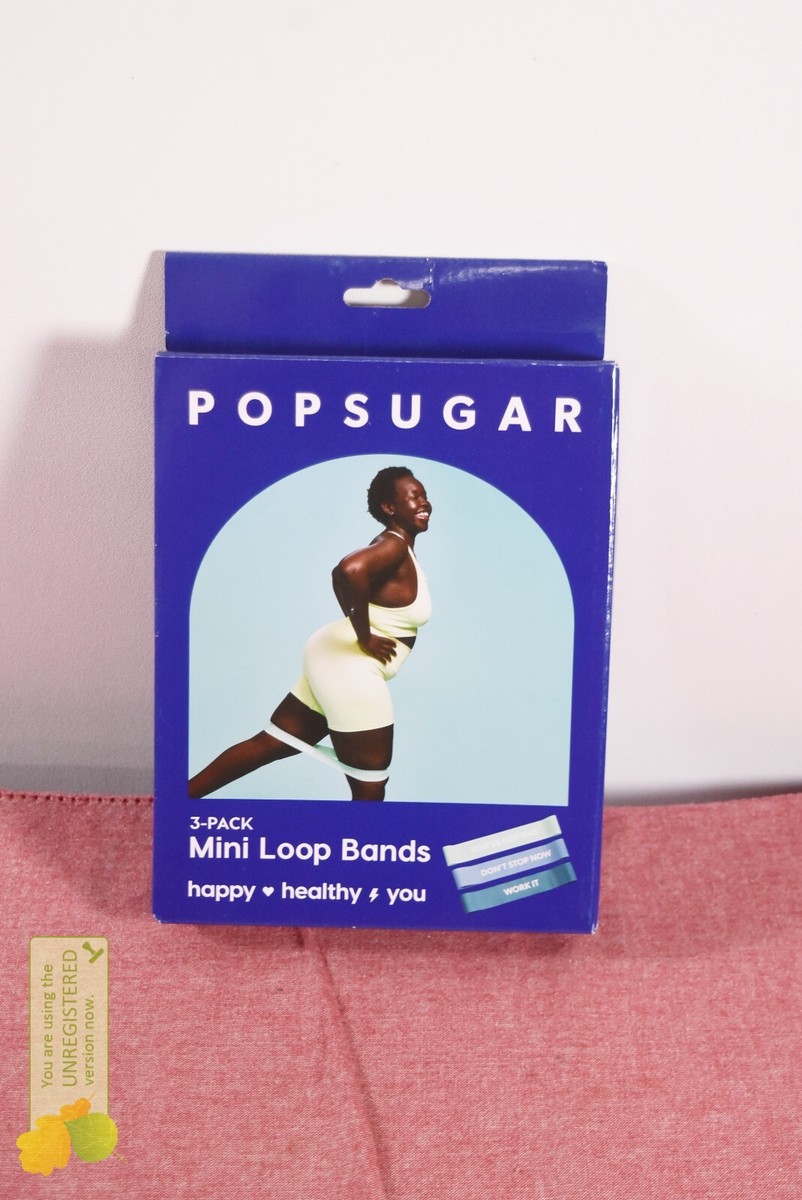 POPSUGAR
3-PACK
Mini Loop Bands
happy healthy you
DON'T STOP NOW
WORK IT
You are using the
UNREGISTERED
version now.